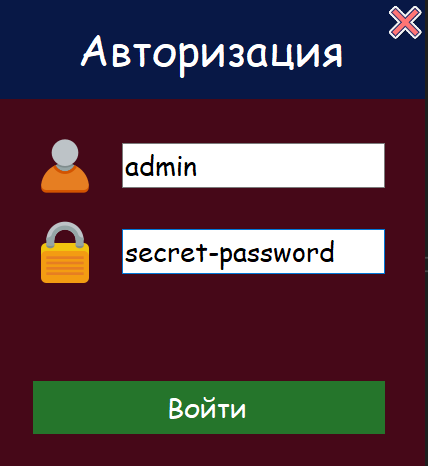 Авторизация
admin
secret-password
Войти